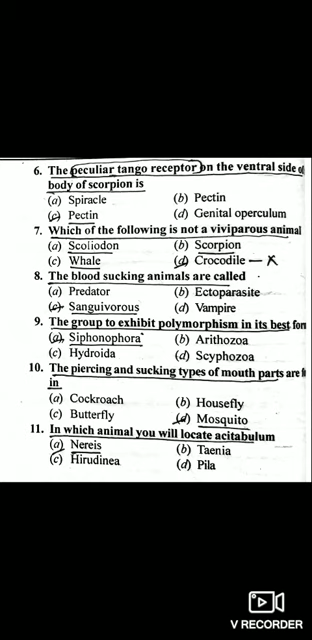 6. The peculiar tango receptor on the ventral side of
body of scorpion is
(a) Spiracle (b) Pectin
(c) Pectin (d) Genital operculum
7. Which of the following is not a viviparous animal
(a) Scoliodon (b) Scorpion
(c) Whale (d) Crocodile
8. The blood sucking animals are called
(a) Predator (b) Ectoparasite
(c) Sanguivorous (d) Vampire
9. The group to exhibit polymorphism in its best form
(a) Siphonophora (b) Arithozoa
(c) Hydroida (d) Scyphozoa
10. The piercing and sucking types of mouth parts are
in
(a) Cockroach (b) Housefly
(c) Butterfly (d) Mosquito
11. In which animal you will locate acitabulum
(a) Nereis (b) Taenia
(c) Hirudinea (d) Pila
V RECORDER